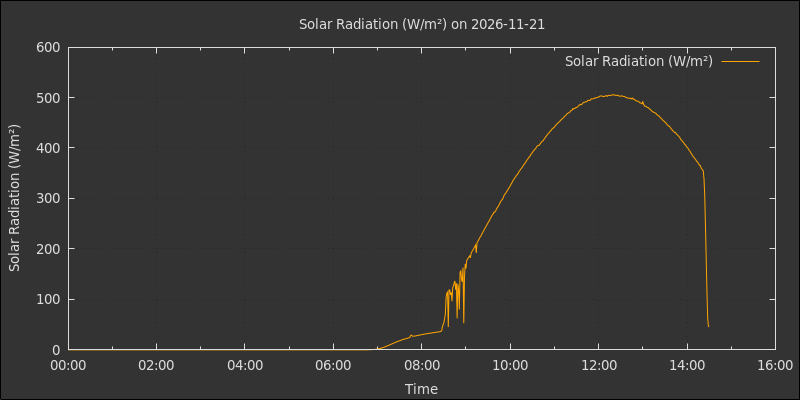 Solar Radiation (W/m²) on 2026-11-21
Solar Radiation (W/m²)
Solar Radiation (W/m²)
600
500
400
300
200
100
0
00:00 02:00 04:00 06:00 08:00 10:00 12:00 14:00 16:00
Time